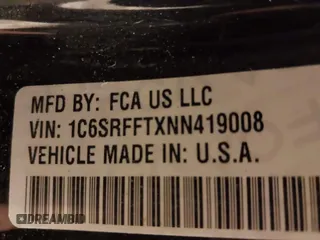 MFD BY: FCA US LLC
VIN: 1C6SRFFTXNN419008
VEHICLE MADE IN: U.S.A.
DREAMBID